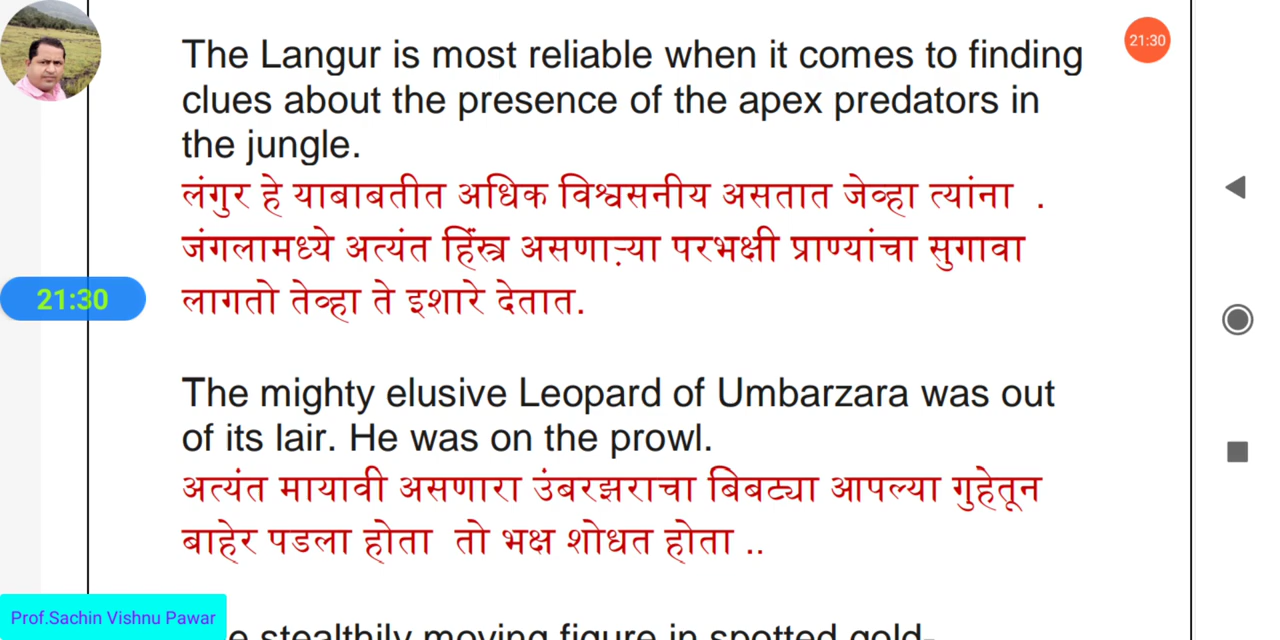 The Langur is most reliable when it comes to finding
21:30
clues about the presence of the apex predators in
the jungle.
लंगुर हे याबाबतीत अधिक विश्वसनीय असतात जेव्हा त्यांना .
जंगलामध्ये अत्यंत हिंस्त्र असणाऱ्या परभक्षी प्राण्यांचा सुगावा
21:30
लागतो तेव्हा ते इशारे देतात.
The mighty elusive Leopard of Umbarzara was out
of its lair. He was on the prowl.
अत्यंत मायावी असणारा उंबरझराचा बिबट्या आपल्या गुहेतून
बाहेर पडला होता तो भक्ष शोधत होता ..
Prof.Sachin Vishnu Pawar
e stealthily moving figure in spotted gold-